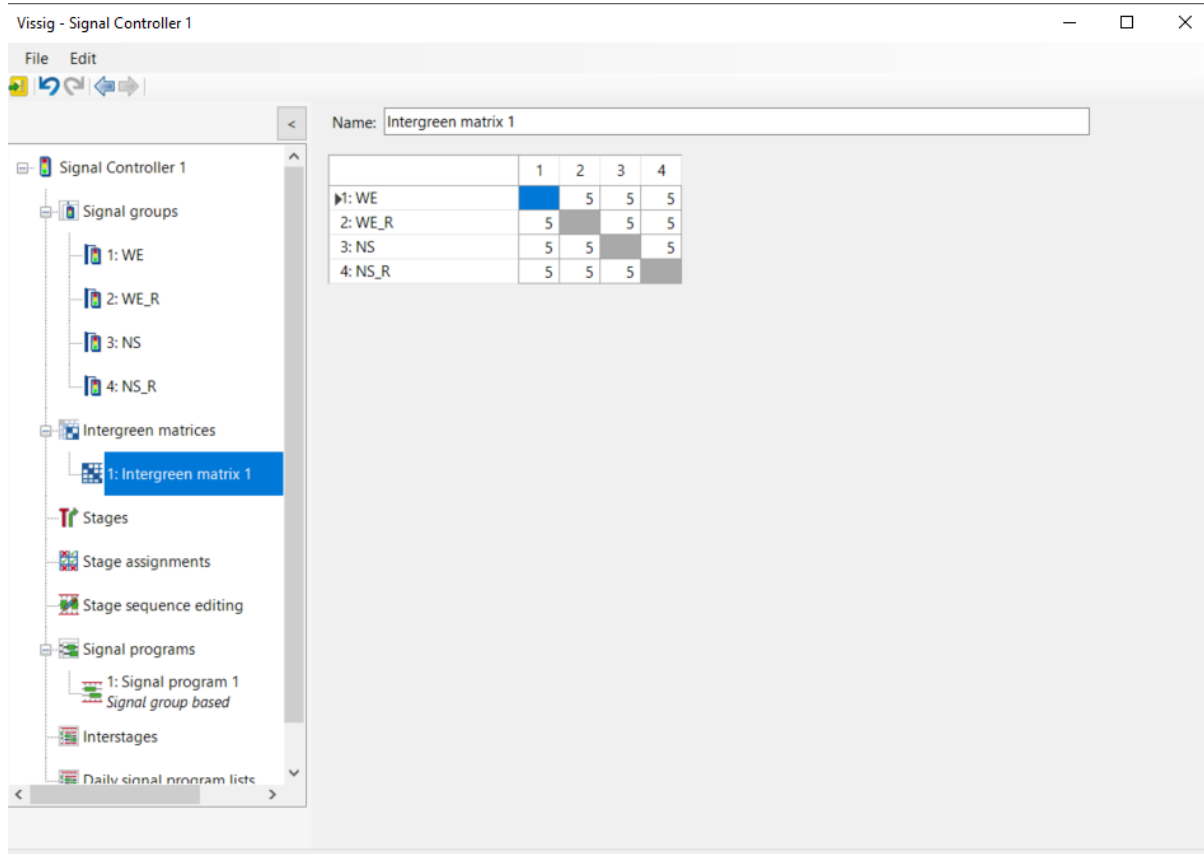 Vissig - Signal Controller 1
File Edit
<
Name: Intergreen matrix 1
Signal Controller 1
Signal groups
1: WE
2: WE_R
3: NS
4: NS_R
Intergreen matrices
1: Intergreen matrix 1
Stages
Stage assignments
Stage sequence editing
Signal programs
1: Signal program 1
Signal group based
Interstages
Daily signal program lists
1 2 3 4
1: WE 5 5 5
2: WE_R 5 5 5
3: NS 5 5 5
4: NS_R 5 5 5